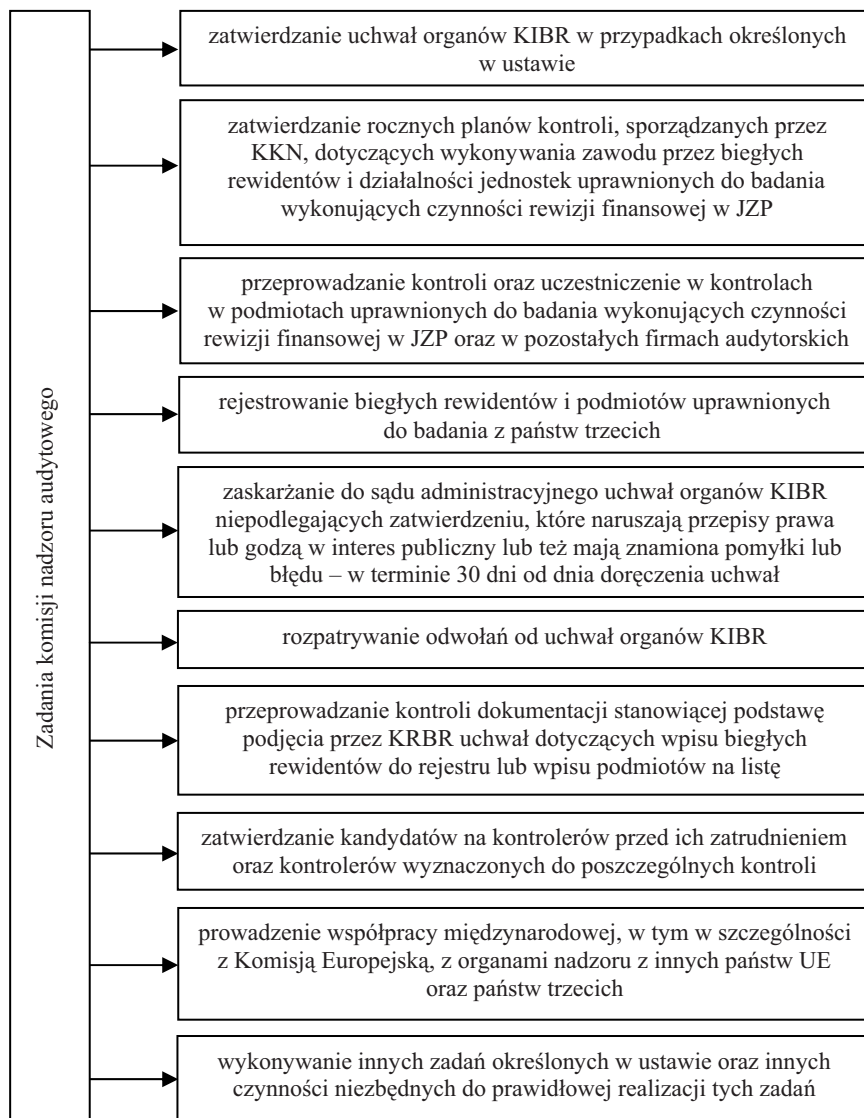 Zadania komisji nadzoru audytowego
zatwierdzanie uchwał organów KIBR w przypadkach określonych
w ustawie
zatwierdzanie rocznych planów kontroli, sporządzanych przez
KKN, dotyczących wykonywania zawodu przez biegłych
rewidentów i działalności jednostek uprawnionych do badania
wykonujących czynności rewizji finansowej w JZP
przeprowadzanie kontroli oraz uczestniczenie w kontrolach
w podmiotach uprawnionych do badania wykonujących czynności
rewizji finansowej w JZP oraz w pozostałych firmach audytorskich
rejestrowanie biegłych rewidentów i podmiotów uprawnionych
do badania z państw trzecich
zaskarżanie do sądu administracyjnego uchwał organów KIBR
niepodlegających zatwierdzeniu, które naruszają przepisy prawa
lub godzą w interes publiczny lub też mają znamiona pomyłki lub
błędu – w terminie 30 dni od dnia doręczenia uchwał
rozpatrywanie odwołań od uchwał organów KIBR
przeprowadzanie kontroli dokumentacji stanowiącej podstawę
podjęcia przez KRBR uchwał dotyczących wpisu biegłych
rewidentów do rejestru lub wpisu podmiotów na listę
zatwierdzanie kandydatów na kontrolerów przed ich zatrudnieniem
oraz kontrolerów wyznaczonych do poszczególnych kontroli
prowadzenie współpracy międzynarodowej, w tym w szczególności
z Komisją Europejską, z organami nadzoru z innych państw UE
oraz państw trzecich
wykonywanie innych zadań określonych w ustawie oraz innych
czynności niezbędnych do prawidłowej realizacji tych zadań